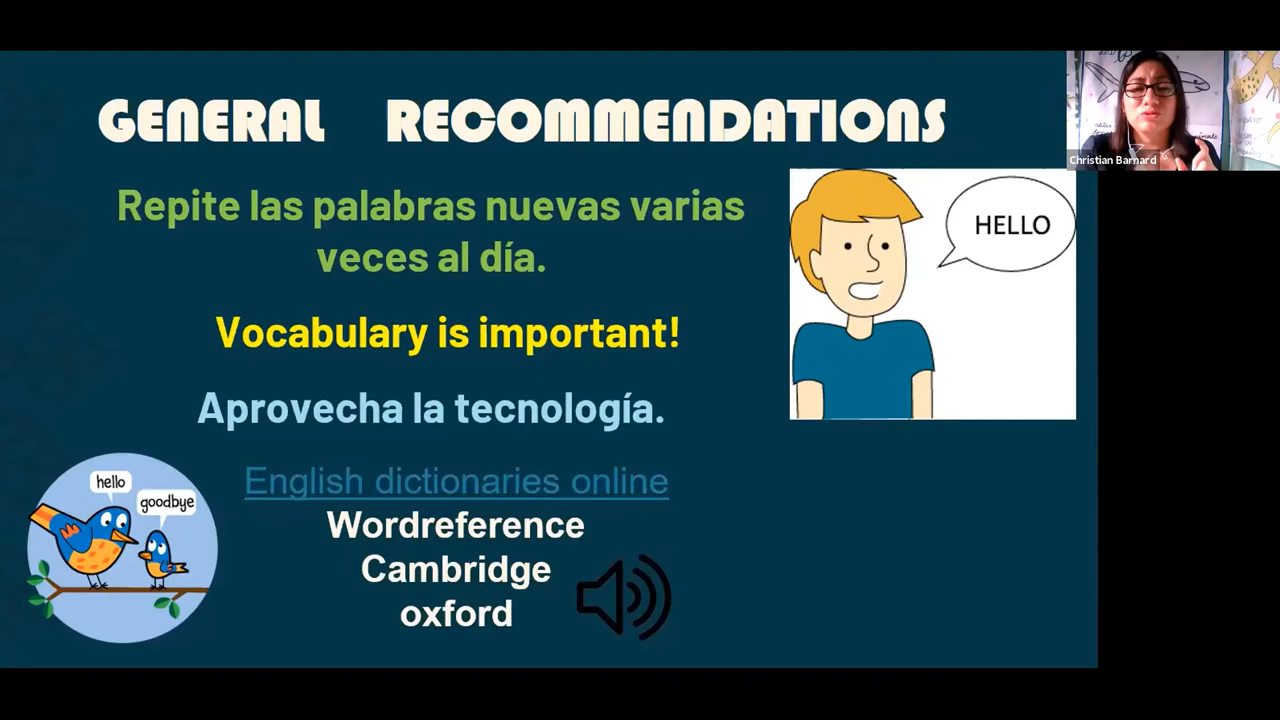 GENERAL RECOMMENDATIONS
Christian Barnard
Repite las palabras nuevas varias
veces al día.
HELLO
Vocabulary is important!
Aprovecha la tecnología.
English dictionaries online
hello
goodbye
Wordreference
Cambridge
oxford